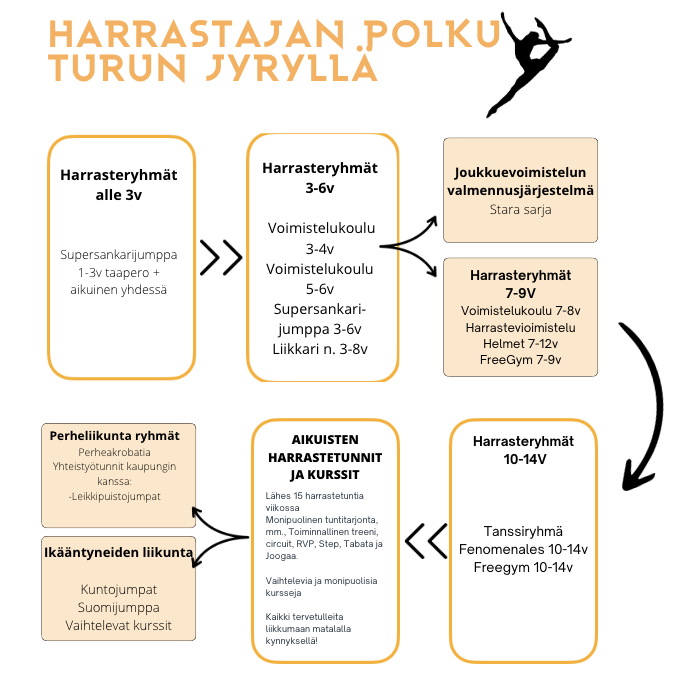 HARRASTAJAN POLKU
TURUN JYRYLLÄ
Harrasteryhmät
alle 3v
Supersankarijumppa
1-3v taapero +
aikuinen yhdessä
Harrasteryhmät
3-6v
Voimistelukoulu
3-4v
Voimistelukoulu
5-6v
Supersankari-
jumppa 3-6v
Liikkari n. 3-8v
Joukkuevoimistelun
valmennusjärjestelmä
Stara sarja
Harrasteryhmät
7-9V
Voimistelukoulu 7-8v
Harrastevioimistelu
Helmet 7-12v
FreeGym 7-9v
Harrasteryhmät
10-14V
Tanssiryhmä
Fenomenales 10-14v
Freegym 10-14v
AIKUISTEN
HARRASTETUNNIT
JA KURSSIT
Lähes 15 harrastetuntia
viikossa
Monipuolinen tuntitarjonta,
mm., Toiminnallinen treeni,
circuit, RVP, Step, Tabata ja
Joogaa.
Vaihtelevia ja monipuolisia
kursseja
Kaikki tervetulleita
liikkumaan matalalla
kynnyksellä!
Perheliikunta ryhmät
Perheakrobatia
Yhteistyötunnit kaupungin
kanssa:
-Leikkipuistojumpat
Ikääntyneiden liikunta
Kuntojumpat
Suomijumppa
Vaihtelevat kurssit